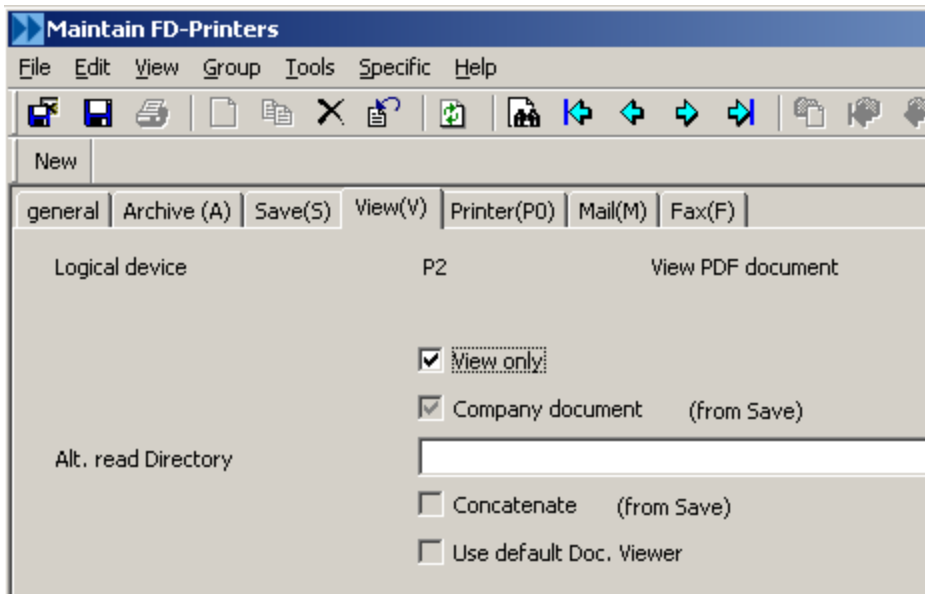 Maintain FD-Printers
File Edit View Group Tools Specific Help
New
general Archive (A) Save(S) View(V) Printer(P0) Mail(M) Fax(F)
Logical device P2 View PDF document
View only
Company document (from Save)
Alt. read Directory
Concatenate (from Save)
Use default Doc. Viewer